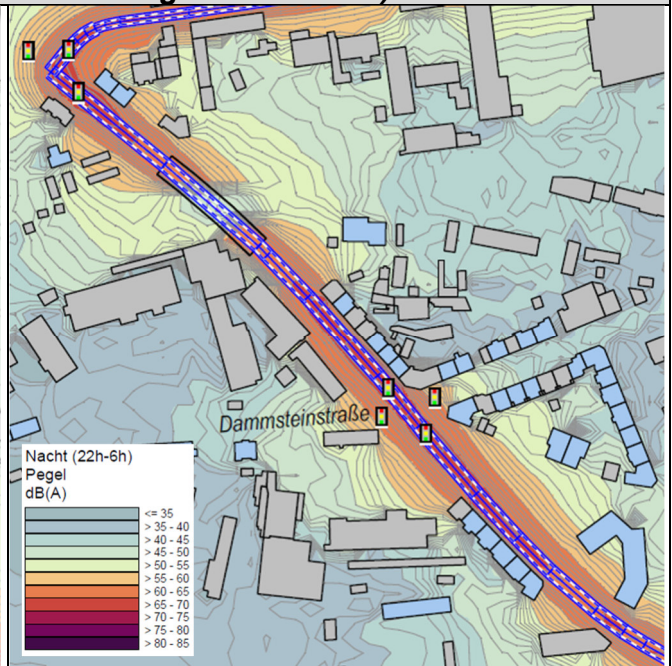 Dammsteinstraße
Nacht (22h-6h)
Pegel
dB(A)
<= 35
> 35 - 40
> 40 - 45
> 45 - 50
> 50 - 55
> 55 - 60
> 60 - 65
> 65 - 70
> 70 - 75
> 75 - 80
> 80 - 85